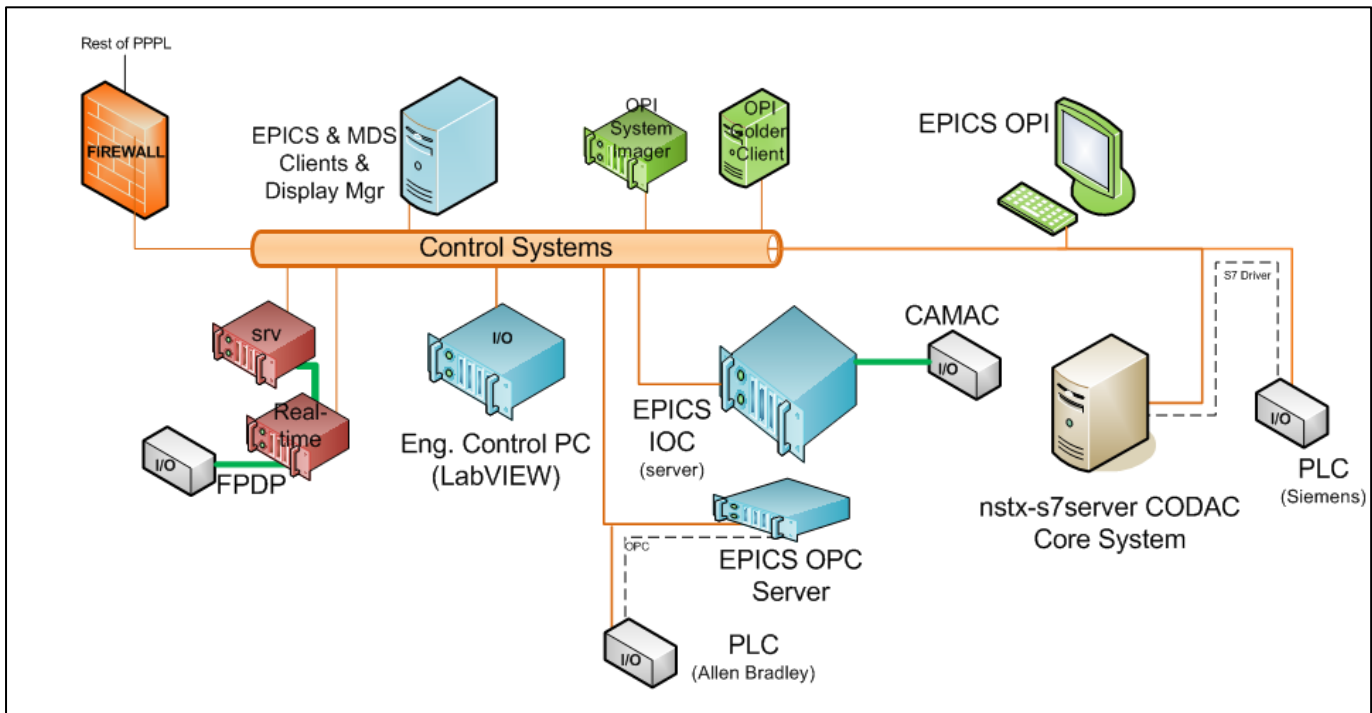 Rest of PPPL
FIREWALL
EPICS & MDS
Clients &
Display Mgr
OPI
System
Imager
OPI
Golder
Client
EPICS OPI
Control Systems
S7 Driver
srv
Real-
time
I/O
FPDP
I/O
Eng. Control PC
(LabVIEW)
EPICS
IOC
(server)
CAMAC
I/O
nstx-s7server CODAC
Core System
I/O
PLC
(Siemens)
OPC
EPICS OPC
Server
I/O
PLC
(Allen Bradley)